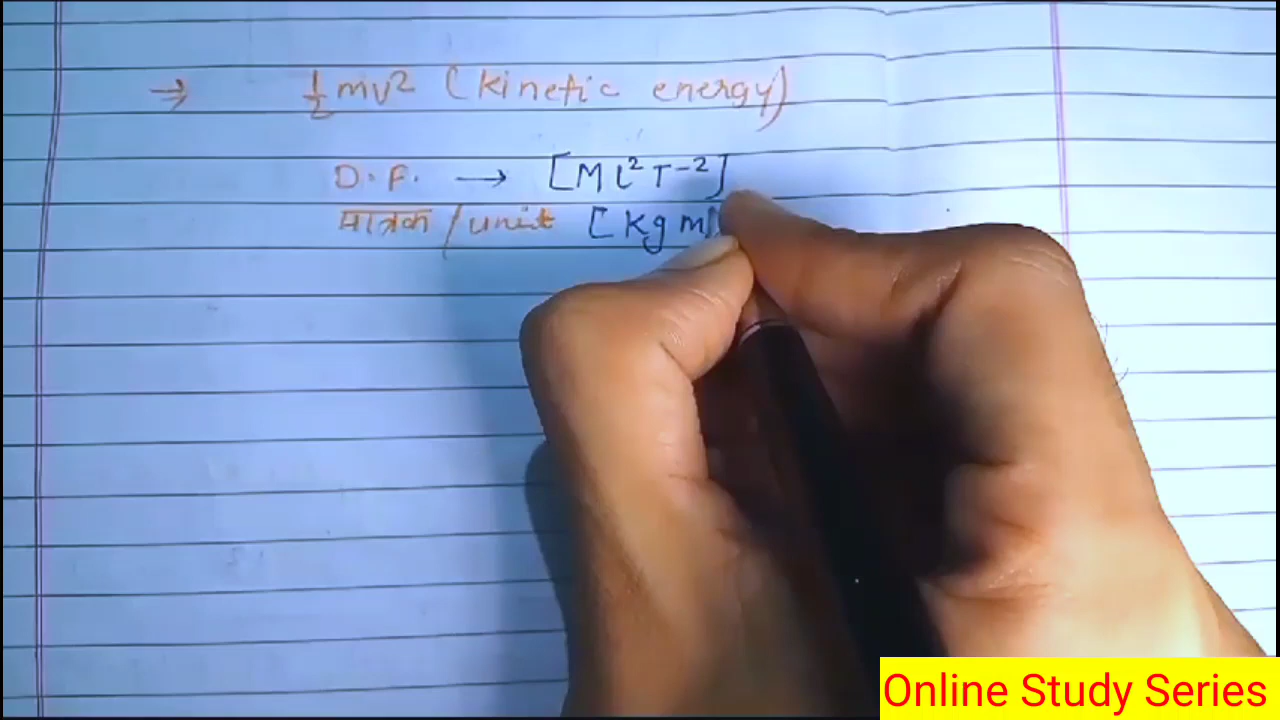 ⇒ ½mv² (kinetic energy)
D.F. → [ML²T⁻²]
मात्रक / unit [kg m
Online Study Series